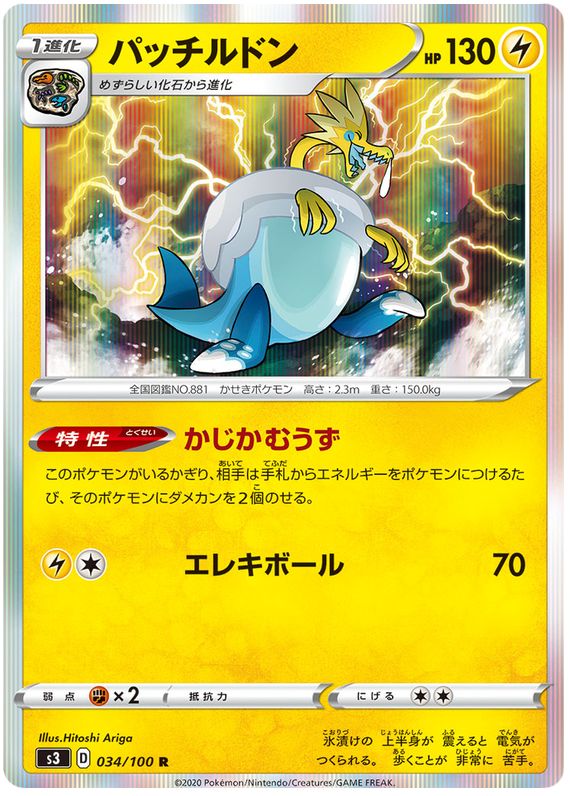 1進化
パッチルドン
HP 130
めずらしい化石から進化
全国図鑑NO.881 かせきポケモン 高さ:2.3m 重さ:150.0kg
特性 とくせい かじかむうず
このポケモンがいるかぎり、相手は手札からエネルギーをポケモンにつけるた
び、そのポケモンにダメカンを2個のせる。
エレキボール 70
弱点 ×2 抵抗力 にげる
Illus.Hitoshi Ariga
氷漬けの 上半身が 震えると 電気が
つくられる。歩くことが 非常に 苦手。
s3 D 034/100 R
©2020 Pokémon/Nintendo/Creatures/GAME FREAK.